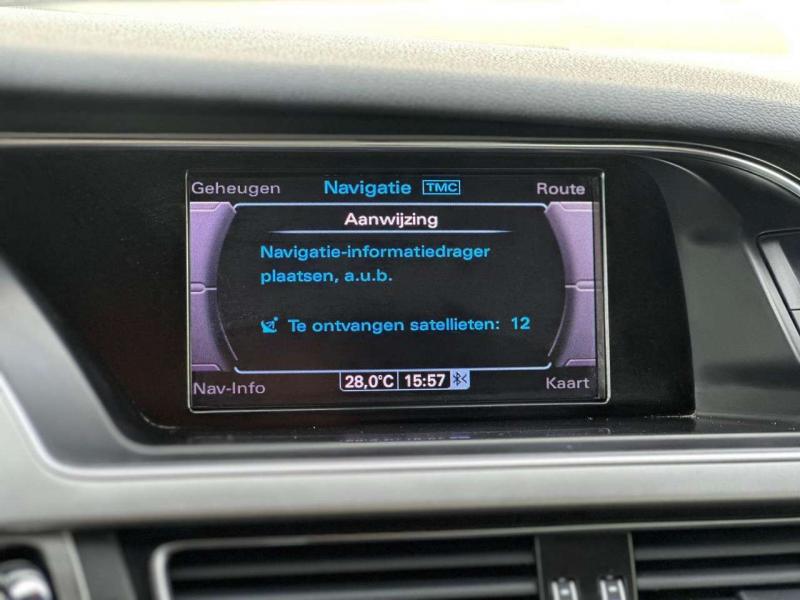 Geheugen Navigatie TMC Route
Aanwijzing
Navigatie-informatiedrager
plaatsen, a.u.b.
Te ontvangen satellieten: 12
Nav-Info 28,0°C 15:57 Kaart